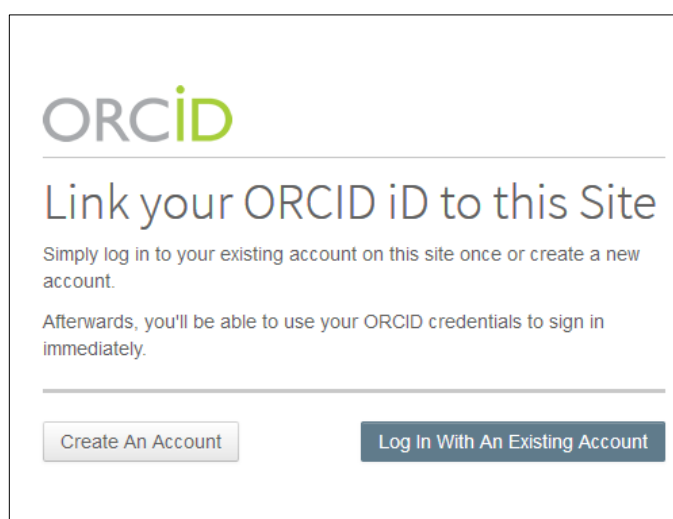 ORCiD
Link your ORCID iD to this Site
Simply log in to your existing account on this site once or create a new
account.
Afterwards, you'll be able to use your ORCID credentials to sign in
immediately.
Create An Account
Log In With An Existing Account